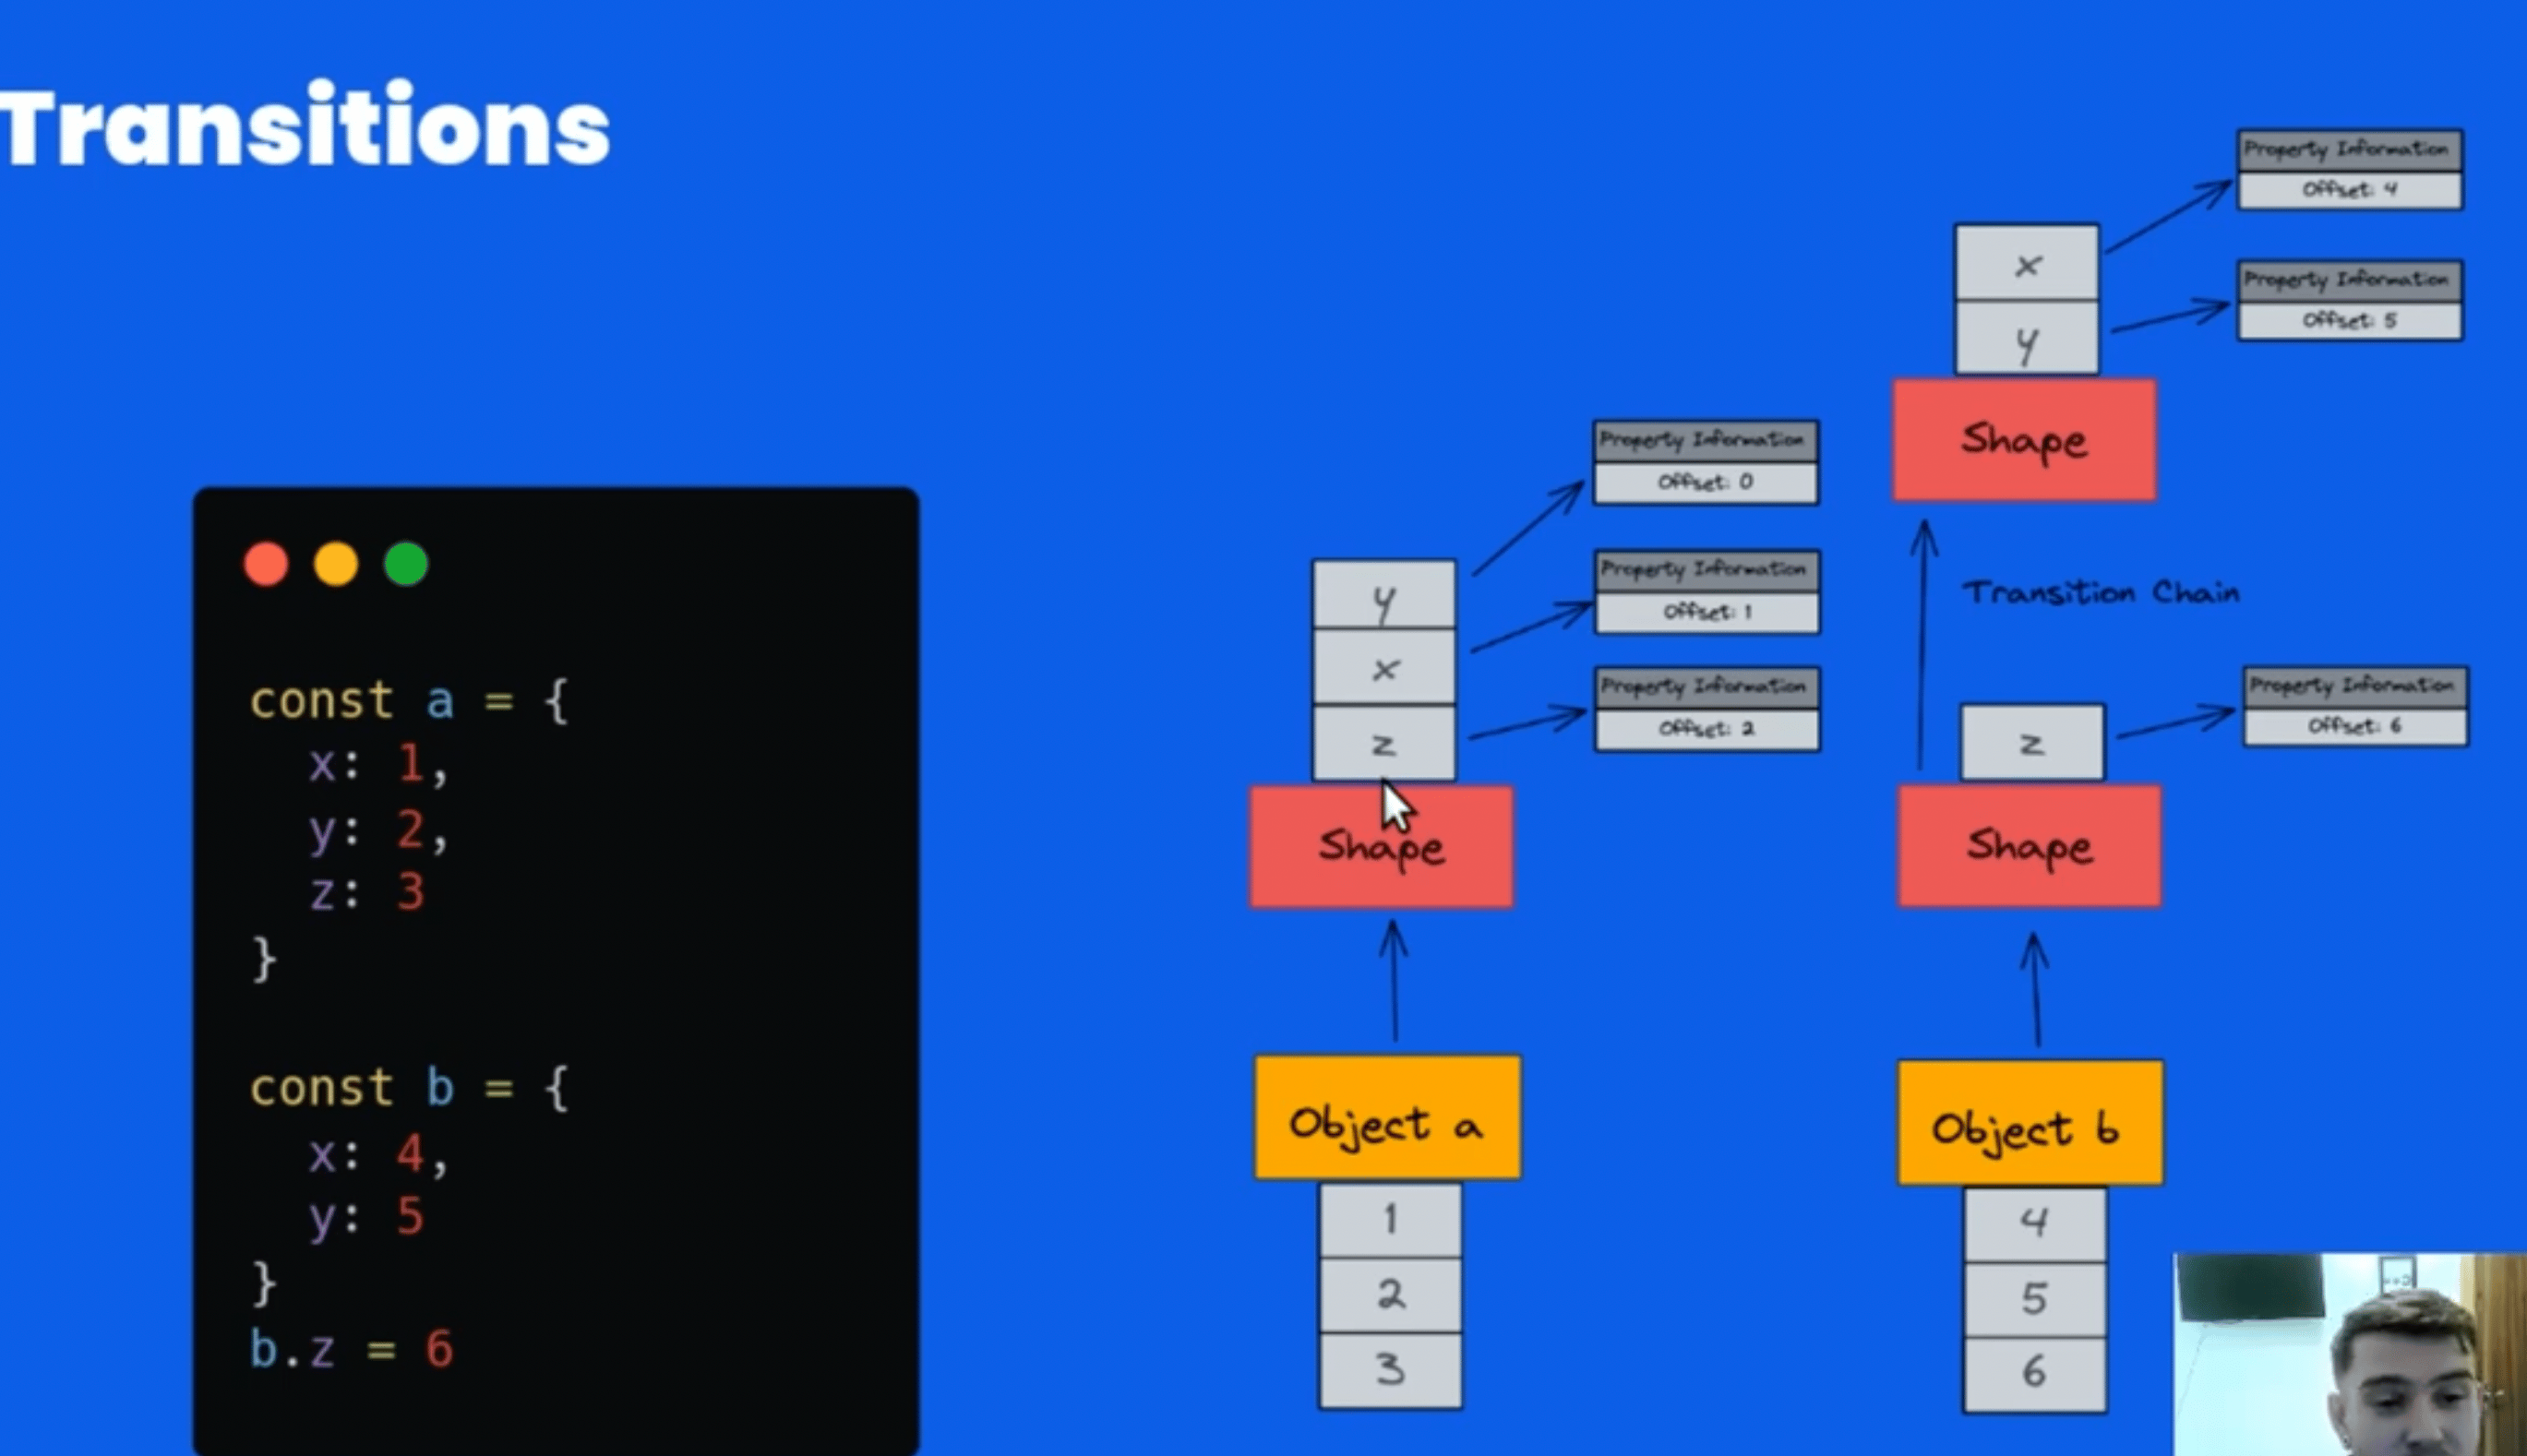 Transitions
const a = {
x: 1,
y: 2,
z: 3
}
const b = {
x: 4,
y: 5
}
b.z = 6
y
x
z
Shape
Property Information
Offset: 0
Property Information
Offset: 1
Property Information
Offset: 2
Object a
1
2
3
x
y
Shape
Property Information
Offset: 4
Property Information
Offset: 5
Transition Chain
z
Property Information
Offset: 6
Shape
Object b
4
5
6